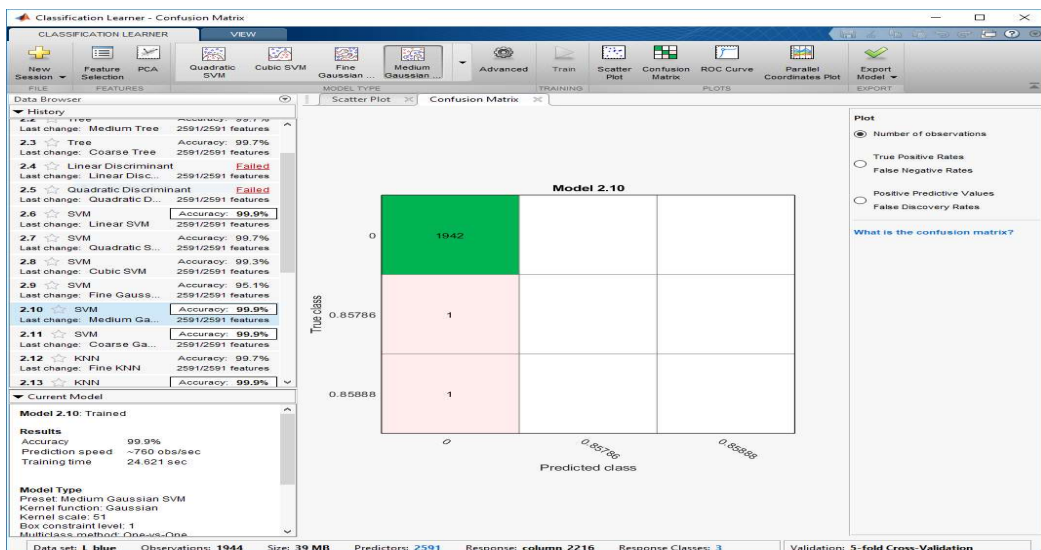 Classification Learner - Confusion Matrix
CLASSIFICATION LEARNER VIEW
New Session
Feature Selection
PCA
Quadratic SVM
Cubic SVM
Fine Gaussian ...
Medium Gaussian ...
Advanced
Train
Scatter Plot
Confusion Matrix
ROC Curve
Parallel Coordinates Plot
Export Model
FILE FEATURES MODEL TYPE TRAINING PLOTS EXPORT
Data Browser
Scatter Plot Confusion Matrix
History
2.2 Tree Accuracy: 99.7%
Last change: Medium Tree 2591/2591 features
2.3 Tree Accuracy: 99.7%
Last change: Coarse Tree 2591/2591 features
2.4 Linear Discriminant Failed
Last change: Linear Disc... 2591/2591 features
2.5 Quadratic Discriminant Failed
Last change: Quadratic D... 2591/2591 features
2.6 SVM Accuracy: 99.9%
Last change: Linear SVM 2591/2591 features
2.7 SVM Accuracy: 99.7%
Last change: Quadratic S... 2591/2591 features
2.8 SVM Accuracy: 99.3%
Last change: Cubic SVM 2591/2591 features
2.9 SVM Accuracy: 95.1%
Last change: Fine Gauss... 2591/2591 features
2.10 SVM Accuracy: 99.9%
Last change: Medium Ga... 2591/2591 features
2.11 SVM Accuracy: 99.9%
Last change: Coarse Ga... 2591/2591 features
2.12 KNN Accuracy: 99.7%
Last change: Fine KNN 2591/2591 features
2.13 KNN Accuracy: 99.9%
Current Model
Model 2.10: Trained
Results
Accuracy 99.9%
Prediction speed ~760 obs/sec
Training time 24.621 sec
Model Type
Preset: Medium Gaussian SVM
Kernel function: Gaussian
Kernel scale: 51
Box constraint level: 1
Multiclass method: One-vs-One
Model 2.10
True class
0 1942
0.85786 1
0.85888 1
0 0.85786 0.85888
Predicted class
Plot
Number of observations
True Positive Rates
False Negative Rates
Positive Predictive Values
False Discovery Rates
What is the confusion matrix?
Data set: L_blue Observations: 1944 Size: 39 MB Predictors: 2591 Response: column_2216 Response Classes: 3 Validation: 5-fold Cross-Validation